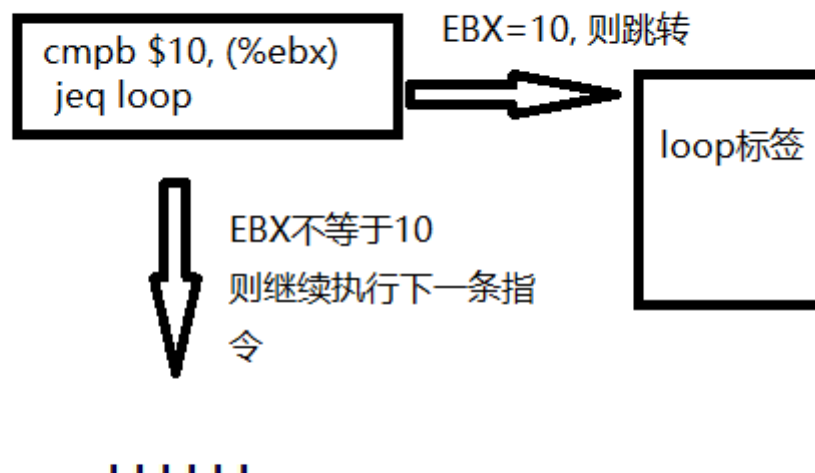 cmpb $10, (%ebx)
jeq loop
EBX=10, 则跳转
loop标签
EBX不等于10
则继续执行下一条指
令